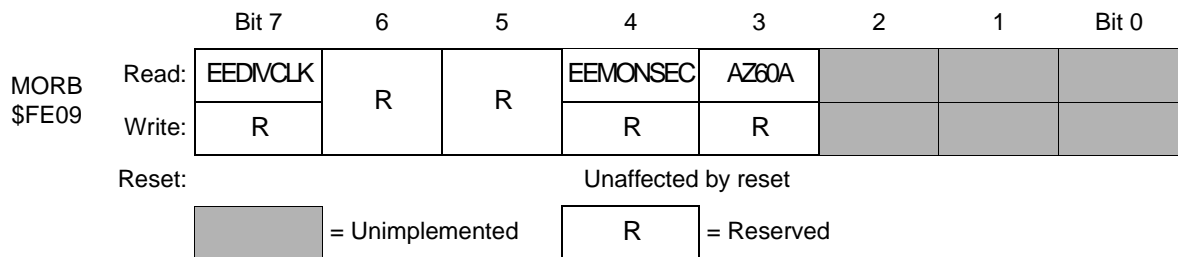 Bit 7 6 5 4 3 2 1 Bit 0
MORB
$FE09
Read: EEDIVCLK R R EEMONSEC AZ60A
Write: R R R
Reset: Unaffected by reset
= Unimplemented R = Reserved